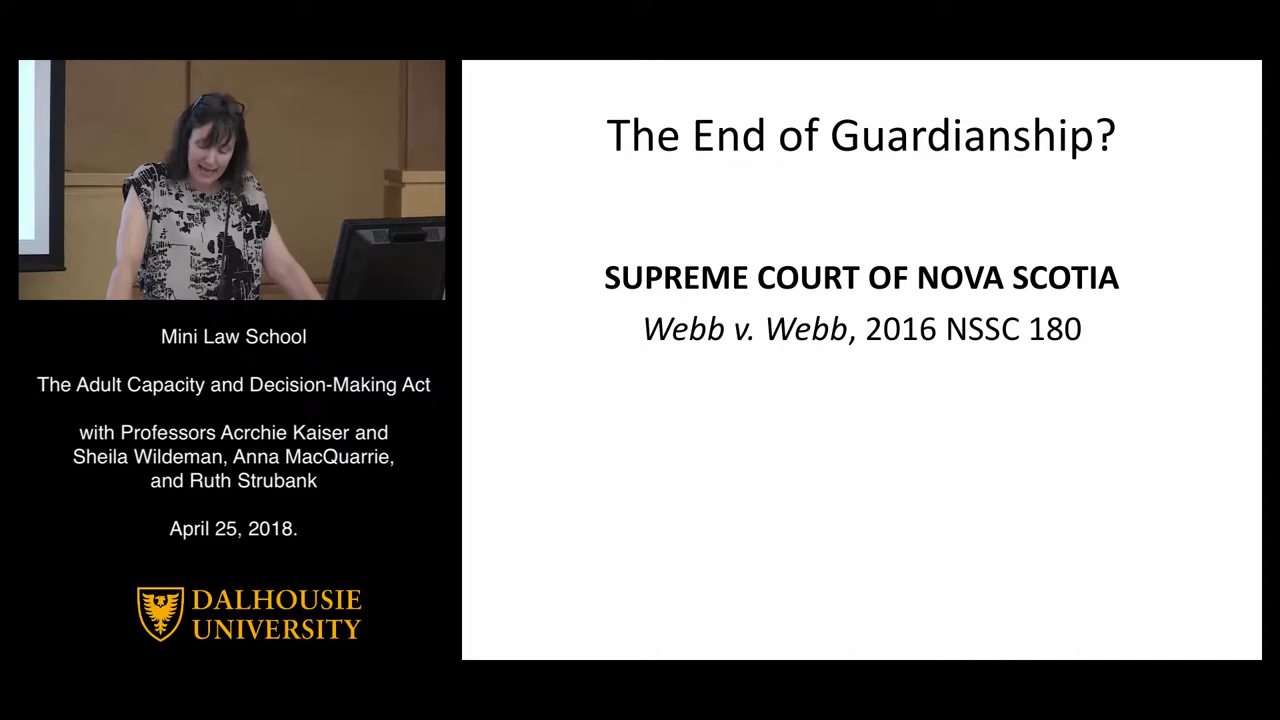 The End of Guardianship?
SUPREME COURT OF NOVA SCOTIA
Webb v. Webb, 2016 NSSC 180
Mini Law School
The Adult Capacity and Decision-Making Act
with Professors Acrchie Kaiser and
Sheila Wildeman, Anna MacQuarrie,
and Ruth Strubank
April 25, 2018.
DALHOUSIE
UNIVERSITY